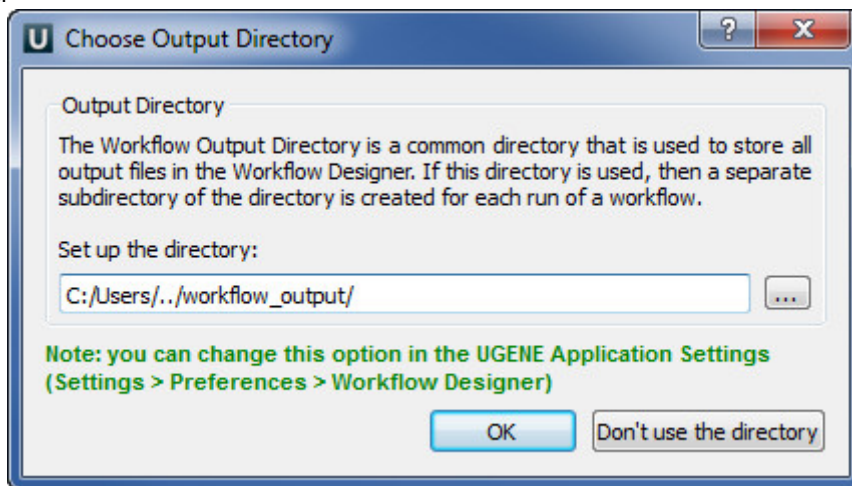 U Choose Output Directory
? X
Output Directory
The Workflow Output Directory is a common directory that is used to store all
output files in the Workflow Designer. If this directory is used, then a separate
subdirectory of the directory is created for each run of a workflow.
Set up the directory:
C:/Users/../workflow_output/
...
Note: you can change this option in the UGENE Application Settings
(Settings > Preferences > Workflow Designer)
OK
Don't use the directory